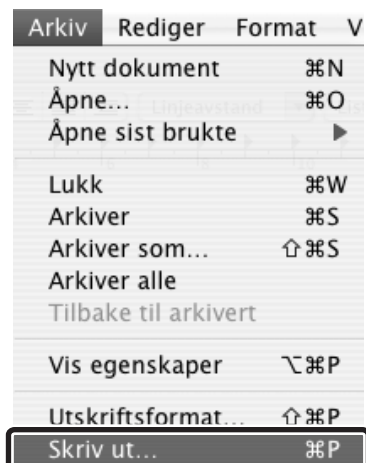 Arkiv Rediger Format V
Nytt dokument ⌘N
Åpne... ⌘O
Åpne sist brukte ▶
Lukk ⌘W
Arkiver ⌘S
Arkiver som... ⇧⌘S
Arkiver alle
Tilbake til arkivert
Vis egenskaper ⌥⌘P
Utskriftsformat... ⇧⌘P
Skriv ut... ⌘P